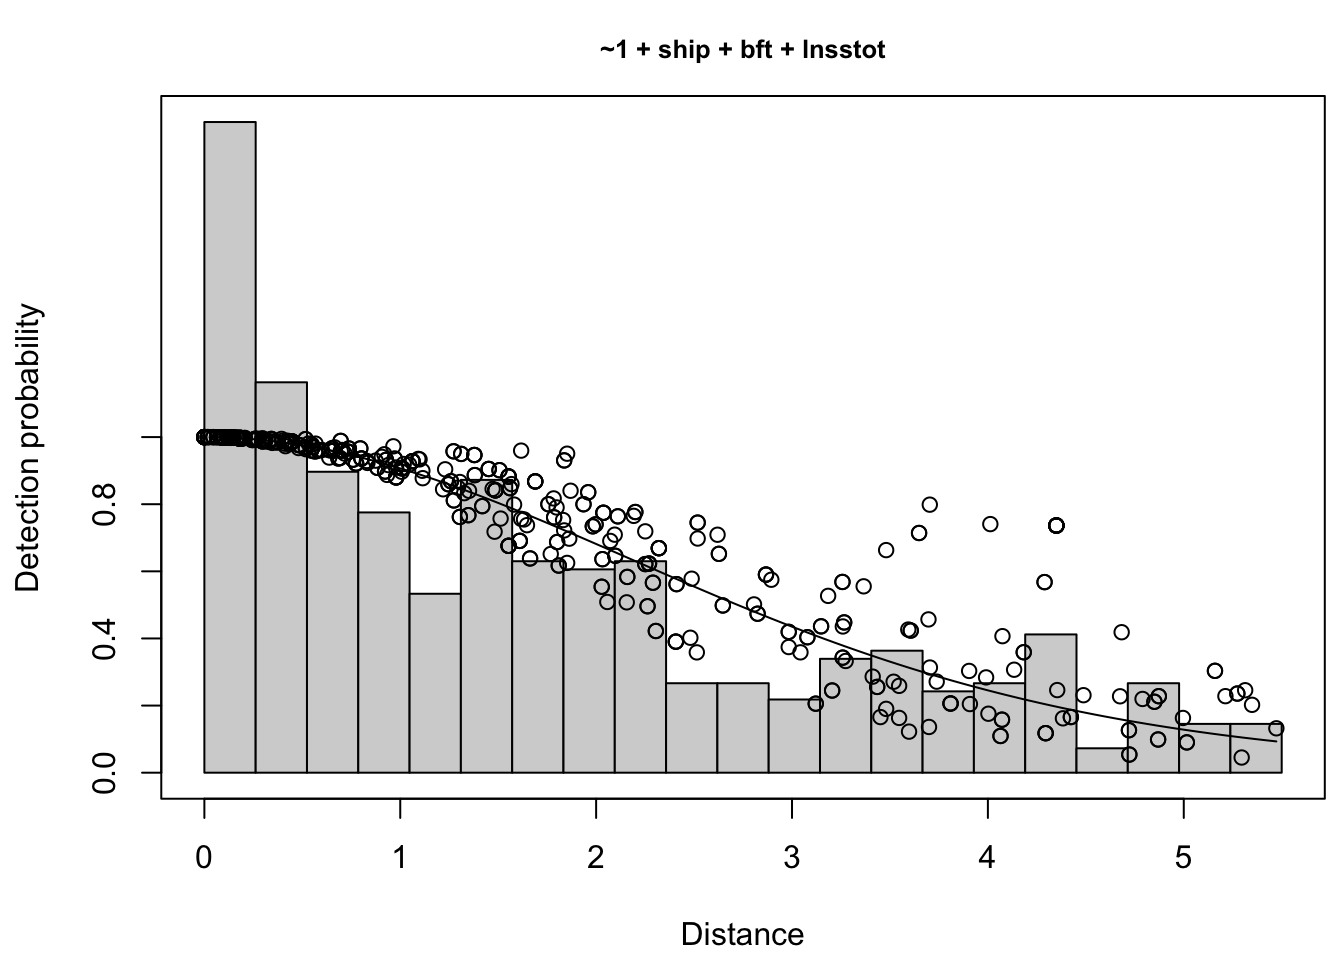 ~1 + ship + bft + lnsstot
Detection probability
0.8
0.4
0.0
0 1 2 3 4 5
Distance